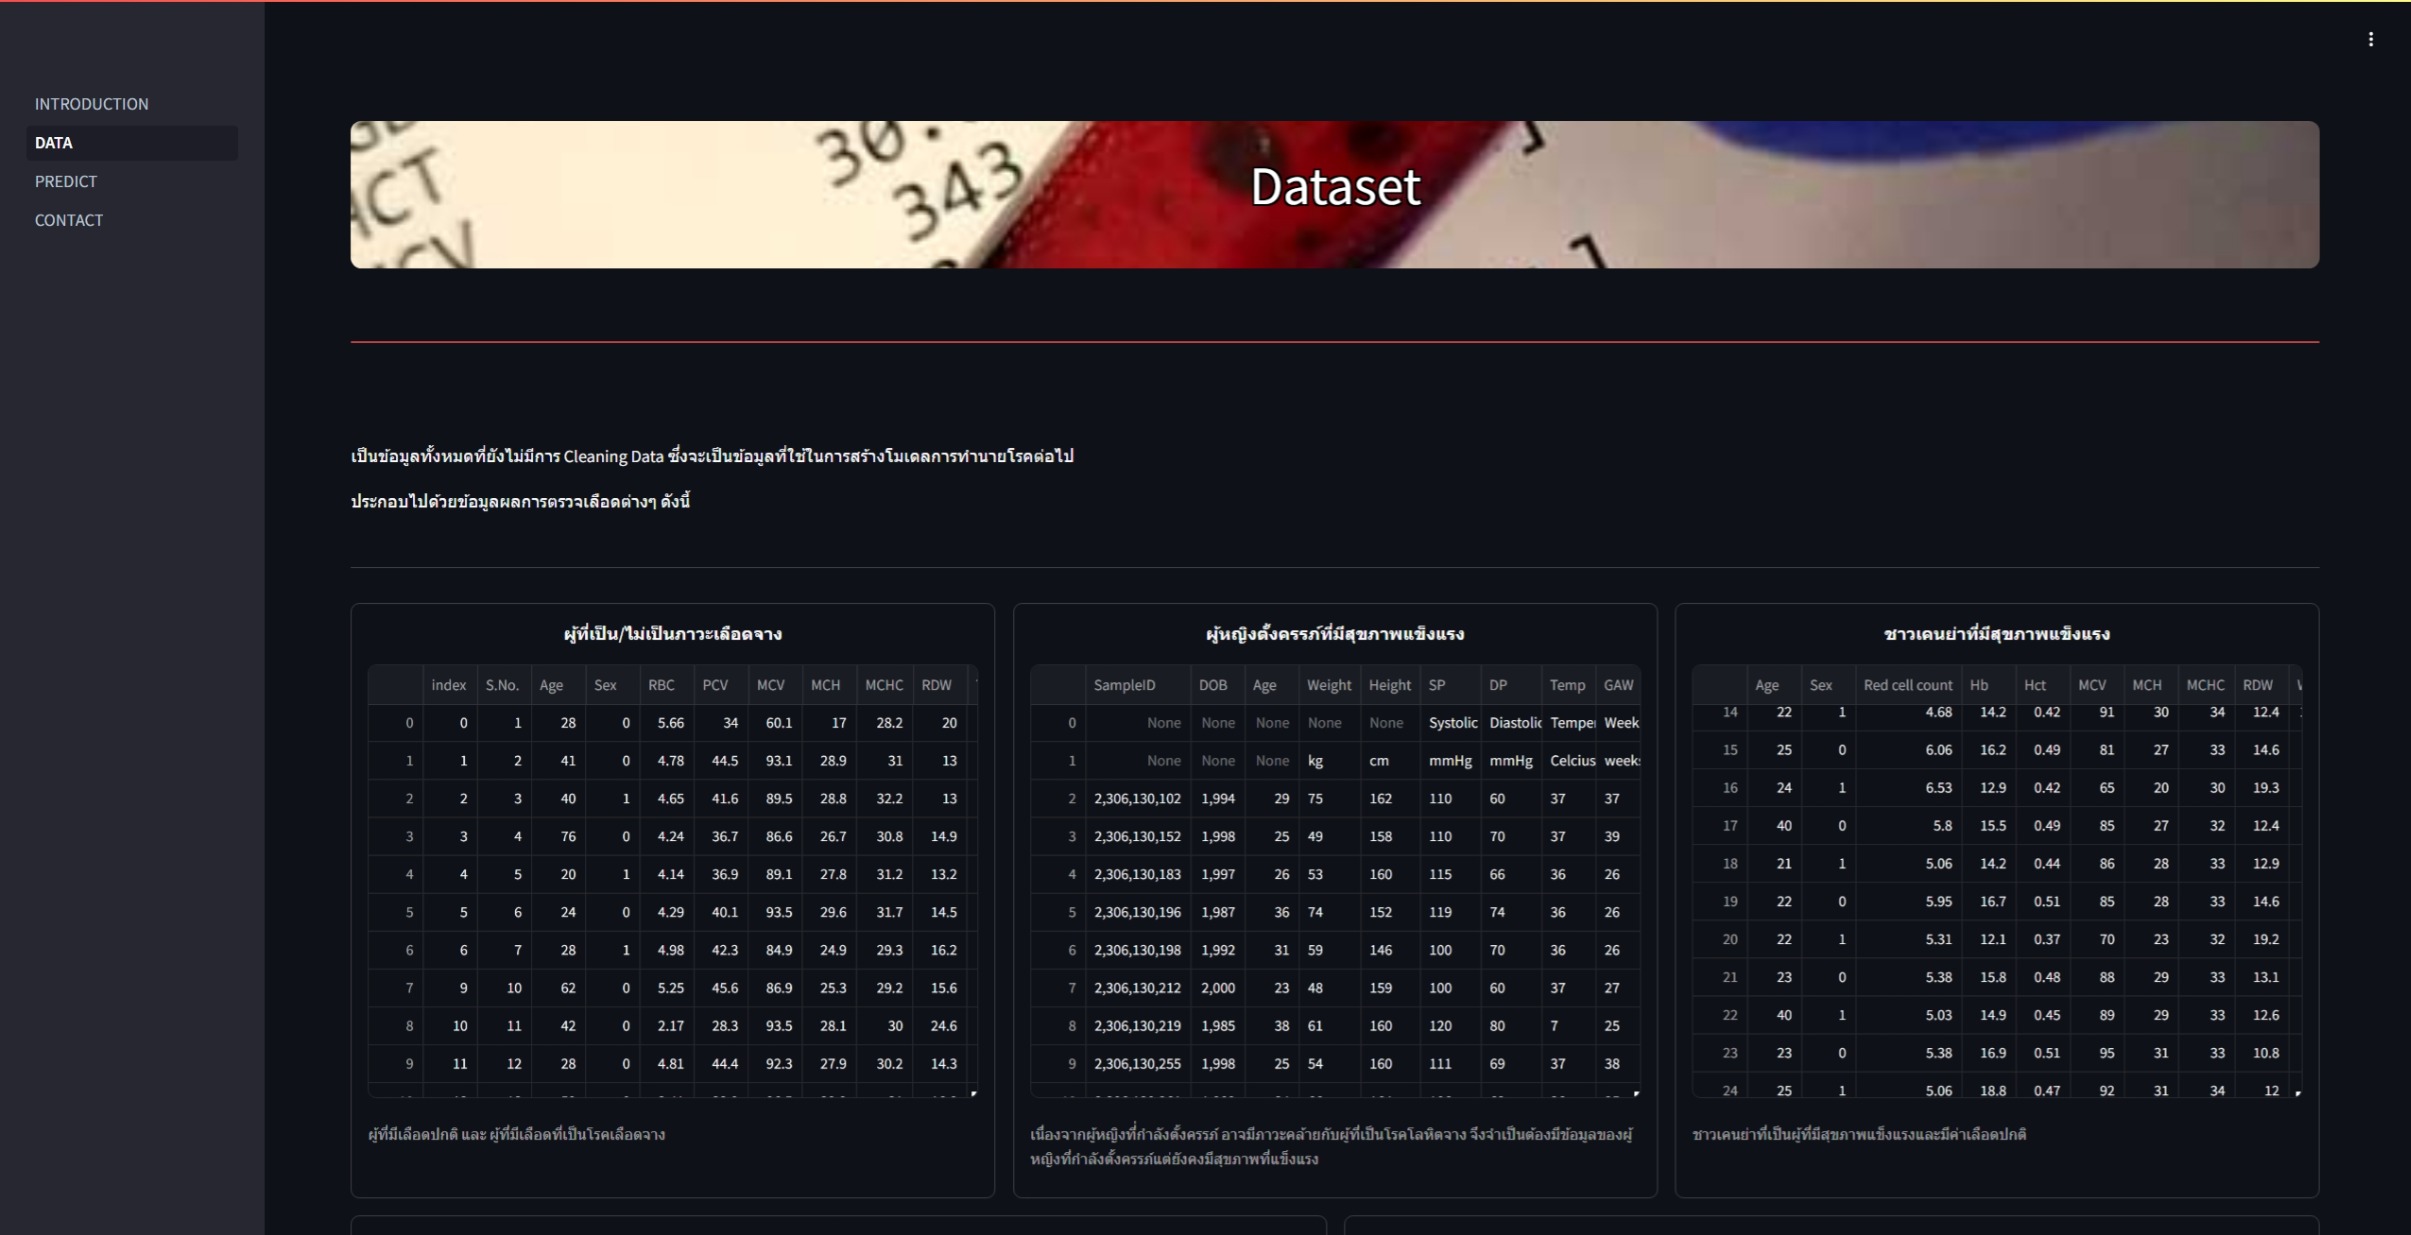 INTRODUCTION
DATA
PREDICT
CONTACT
ICT
30.
343
Dataset
]
]
เป็นข้อมูลทั้งหมดที่ยังไม่มีการ Cleaning Data ซึ่งจะเป็นข้อมูลที่ใช้ในการสร้างโมเดลการทำนายโรคต่อไป
ประกอบไปด้วยข้อมูลผลการตรวจเลือดต่างๆ ดังนี้
ผู้ที่เป็น/ไม่เป็นภาวะเลือดจาง
index S.No. Age Sex RBC PCV MCV MCH MCHC RDW
0 0 1 28 0 5.66 34 60.1 17 28.2 20
1 1 2 41 0 4.78 44.5 93.1 28.9 31 13
2 2 3 40 1 4.65 41.6 89.5 28.8 32.2 13
3 3 4 76 0 4.24 36.7 86.6 26.7 30.8 14.9
4 4 5 20 1 4.14 36.9 89.1 27.8 31.2 13.2
5 5 6 24 0 4.29 40.1 93.5 29.6 31.7 14.5
6 6 7 28 1 4.98 42.3 84.9 24.9 29.3 16.2
7 9 10 62 0 5.25 45.6 86.9 25.3 29.2 15.6
8 10 11 42 0 2.17 28.3 93.5 28.1 30 24.6
9 11 12 28 0 4.81 44.4 92.3 27.9 30.2 14.3
ผู้ที่มีเลือดปกติ และ ผู้ที่มีเลือดที่เป็นโรคเลือดจาง
ผู้หญิงตั้งครรภ์ที่มีสุขภาพแข็งแรง
SampleID DOB Age Weight Height SP DP Temp GAW
0 None None None None None Systolic Diastolic Temper Week
1 None None None kg cm mmHg mmHg Celcius weeks
2 2,306,130,102 1,994 29 75 162 110 60 37 37
3 2,306,130,152 1,998 25 49 158 110 70 37 39
4 2,306,130,183 1,997 26 53 160 115 66 36 26
5 2,306,130,196 1,987 36 74 152 119 74 36 26
6 2,306,130,198 1,992 31 59 146 100 70 36 26
7 2,306,130,212 2,000 23 48 159 100 60 37 27
8 2,306,130,219 1,985 38 61 160 120 80 7 25
9 2,306,130,255 1,998 25 54 160 111 69 37 38
เนื่องจากผู้หญิงที่กำลังตั้งครรภ์ อาจมีภาวะคล้ายกับผู้ที่เป็นโรคโลหิตจาง จึงจำเป็นต้องมีข้อมูลของผู้
หญิงที่กำลังตั้งครรภ์แต่ยังคงมีสุขภาพที่แข็งแรง
ชาวเคนย่าที่มีสุขภาพแข็งแรง
Age Sex Red cell count Hb Hct MCV MCH MCHC RDW
14 22 1 4.68 14.2 0.42 91 30 34 12.4
15 25 0 6.06 16.2 0.49 81 27 33 14.6
16 24 1 6.53 12.9 0.42 65 20 30 19.3
17 40 0 5.8 15.5 0.49 85 27 32 12.4
18 21 1 5.06 14.2 0.44 86 28 33 12.9
19 22 0 5.95 16.7 0.51 85 28 33 14.6
20 22 1 5.31 12.1 0.37 70 23 32 19.2
21 23 0 5.38 15.8 0.48 88 29 33 13.1
22 40 1 5.03 14.9 0.45 89 29 33 12.6
23 23 0 5.38 16.9 0.51 95 31 33 10.8
24 25 1 5.06 18.8 0.47 92 31 34 12
ชาวเคนย่าที่เป็นผู้ที่มีสุขภาพแข็งแรงและมีค่าเลือดปกติ